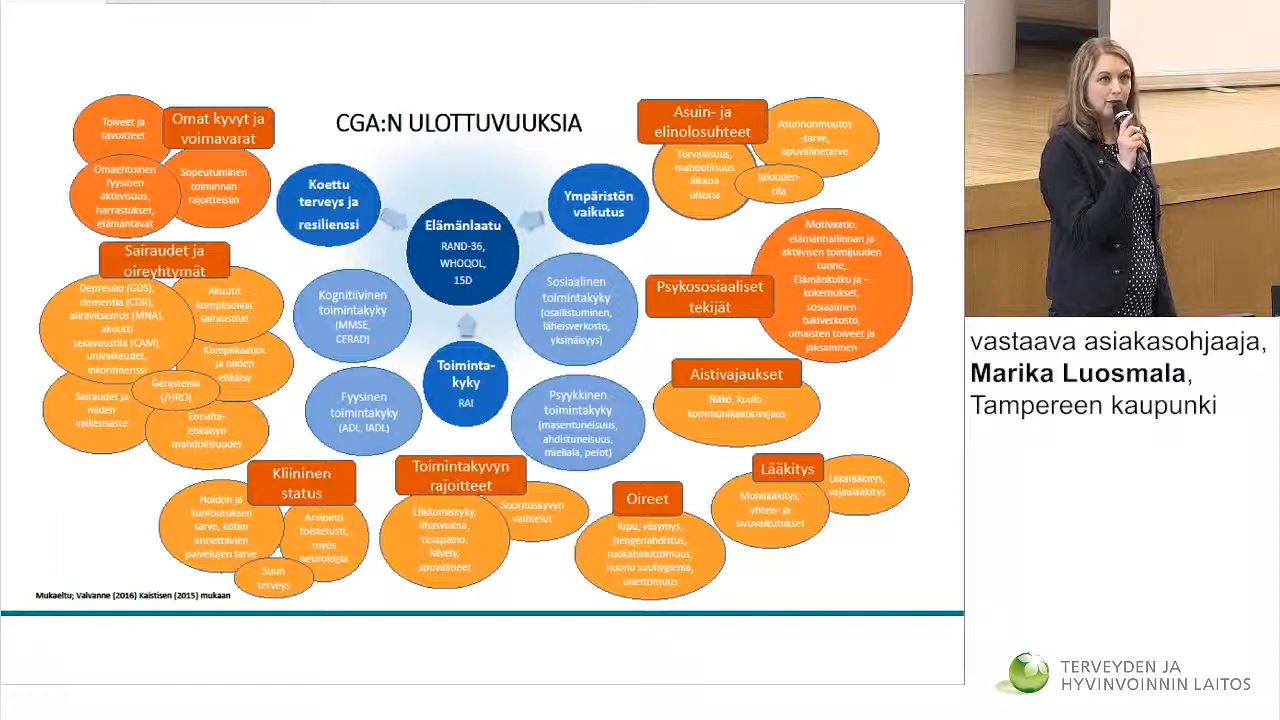 CGA:N ULOTTUVUUKSIA
Toiveet ja
tavoitteet
Omat kyvyt ja
voimavarat
Omaehtoinen
fyysinen
aktiivisuus,
harrastukset,
elämäntavat
Sopeutuminen
toiminnan
rajoitteisiin
Koettu
terveys ja
resilienssi
Elämänlaatu
RAND-36,
WHOQOL,
15D
Ympäristön
vaikutus
Asuin- ja
elinolosuhteet
Asunnonmuutos
-tarve,
apuvälinetarve
Turvallisuus,
mahdollisuus
liikkua
ulkona
Talouden-
tila
Sairaudet ja
oireyhtymät
Depressio (GDS),
dementia (CDR),
aliravitsemus (MNA),
akuutti
sekavuustila (CAM),
univaikeudet,
inkontinenssi
Akuutit
komplisoivat
sairaustilat
Komplikaatiot
ja niiden
ehkäisy
Gerastenia
(/HRO)
Sairaudet ja
niiden
vaikeusaste
Ennalta-
ehkäisyn
mahdollisuudet
Kognitiivinen
toimintakyky
(MMSE,
CERAD)
Sosiaalinen
toimintakyky
(osallistuminen,
läheisverkosto,
yksinäisyys)
Toiminta-
kyky
RAI
Fyysinen
toimintakyky
(ADL, IADL)
Psyykkinen
toimintakyky
(masentuneisuus,
ahdistuneisuus,
mieliala, pelot)
Psykososiaaliset
tekijät
Motivaatio,
elämänhallinnan ja
aktiivisen toimijuuden
tunne,
Elämänkulku ja –
kokemukset,
sosiaalinen
tukiverkosto,
omaisten toiveet ja
jaksaminen
Aistivajaukset
Näkö, kuulo,
kommunikaatiovajaus
Kliininen
status
Hoidon ja
kuntoutuksen
tarve, kotiin
annettavien
palvelujen tarve
Arviointi
toistetusti,
myös
neurologia
Suun
terveys
Toimintakyvyn
rajoitteet
Liikkumiskyky,
lihasvoima,
tasapaino,
kävely,
apuvälineet
Suorituskyvyn
vaihtelut
Oireet
Kipu, väsymys,
hengenahdistus,
ruokahaluttomuus,
huono suuhygienia,
unettomuus
Lääkitys
Monilääkitys,
yhteis- ja
sivuvaikutukset
Liikalääkitys,
vajaalääkitys
Mukaeltu; Valvanne (2016) Kaistisen (2015) mukaan
vastaava asiakasohjaaja,
Marika Luosmala,
Tampereen kaupunki
TERVEYDEN JA
HYVINVOINNIN LAITOS